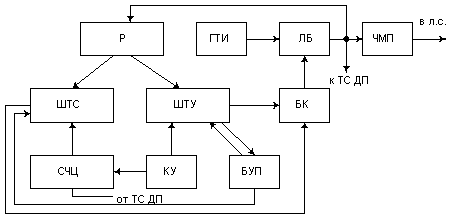 в л.с.
Р
ГТИ
ЛБ
ЧМП
к ТС ДП
ШТС
ШТУ
БК
СЧЦ
КУ
БУП
от ТС ДП